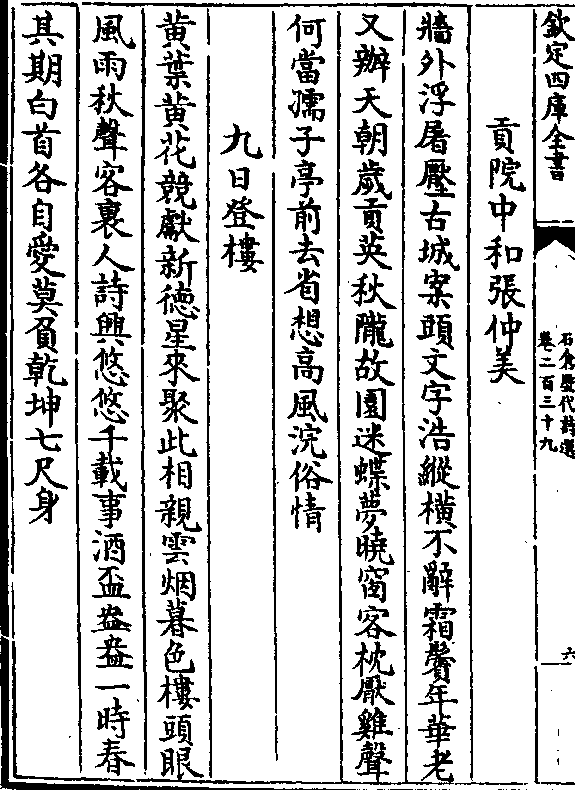 欽定四庫全書
石倉歷代詩選
卷二百三十九
六
貢院中和張仲美
牆外浮屠壓古城案頭文字浩縱横不辭霜鬢年華老
又辦天朝歲貢英秋隴故園迷蝶夢曉窗客枕厭雞聲
何當孺子亭前去省想高風浣俗情
九日登樓
黄葉黄花競獻新德星來聚此相親雲烟暮色樓頭眼
風雨秋聲客裏人詩興悠悠千載事酒盃盎盎一時春
其期白首各自愛莫負乾坤七尺身